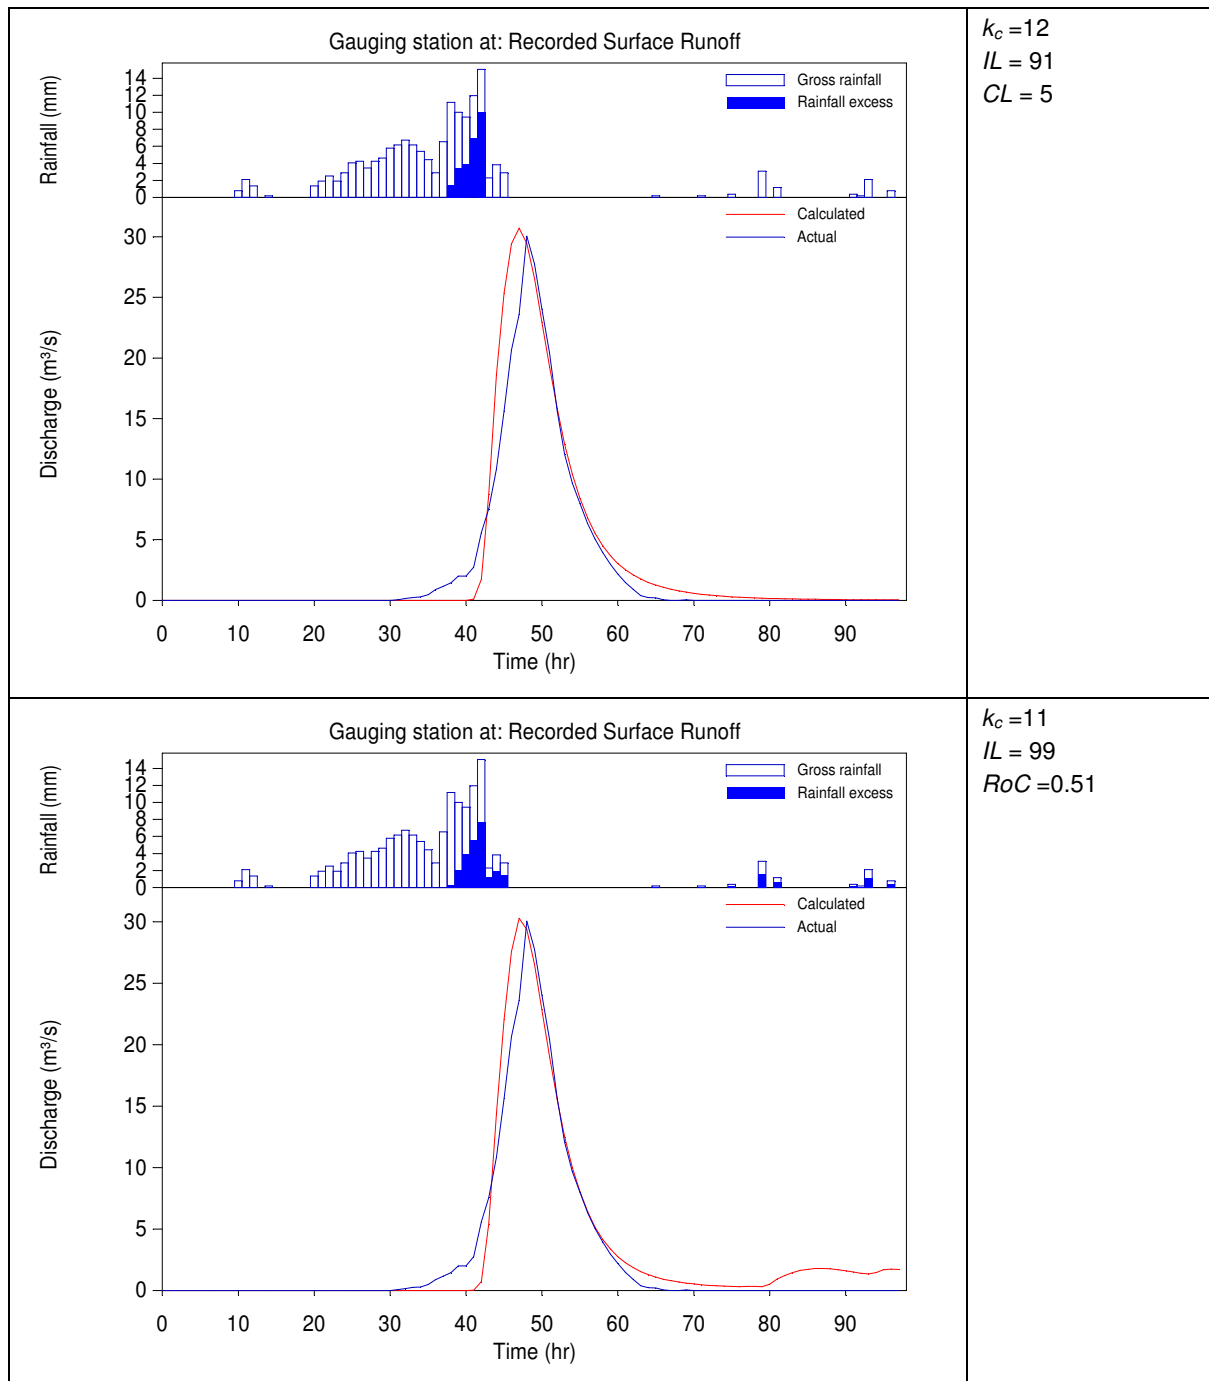 Gauging station at: Recorded Surface Runoff
Rainfall (mm)
14
12
10
8
6
4
2
0
Gross rainfall
Rainfall excess
Discharge (m³/s)
30
25
20
15
10
5
0
Calculated
Actual
0 10 20 30 40 50 60 70 80 90
Time (hr)
kc =12
IL = 91
CL = 5
Gauging station at: Recorded Surface Runoff
Rainfall (mm)
14
12
10
8
6
4
2
0
Gross rainfall
Rainfall excess
Discharge (m³/s)
30
25
20
15
10
5
0
Calculated
Actual
0 10 20 30 40 50 60 70 80 90
Time (hr)
kc =11
IL = 99
RoC =0.51